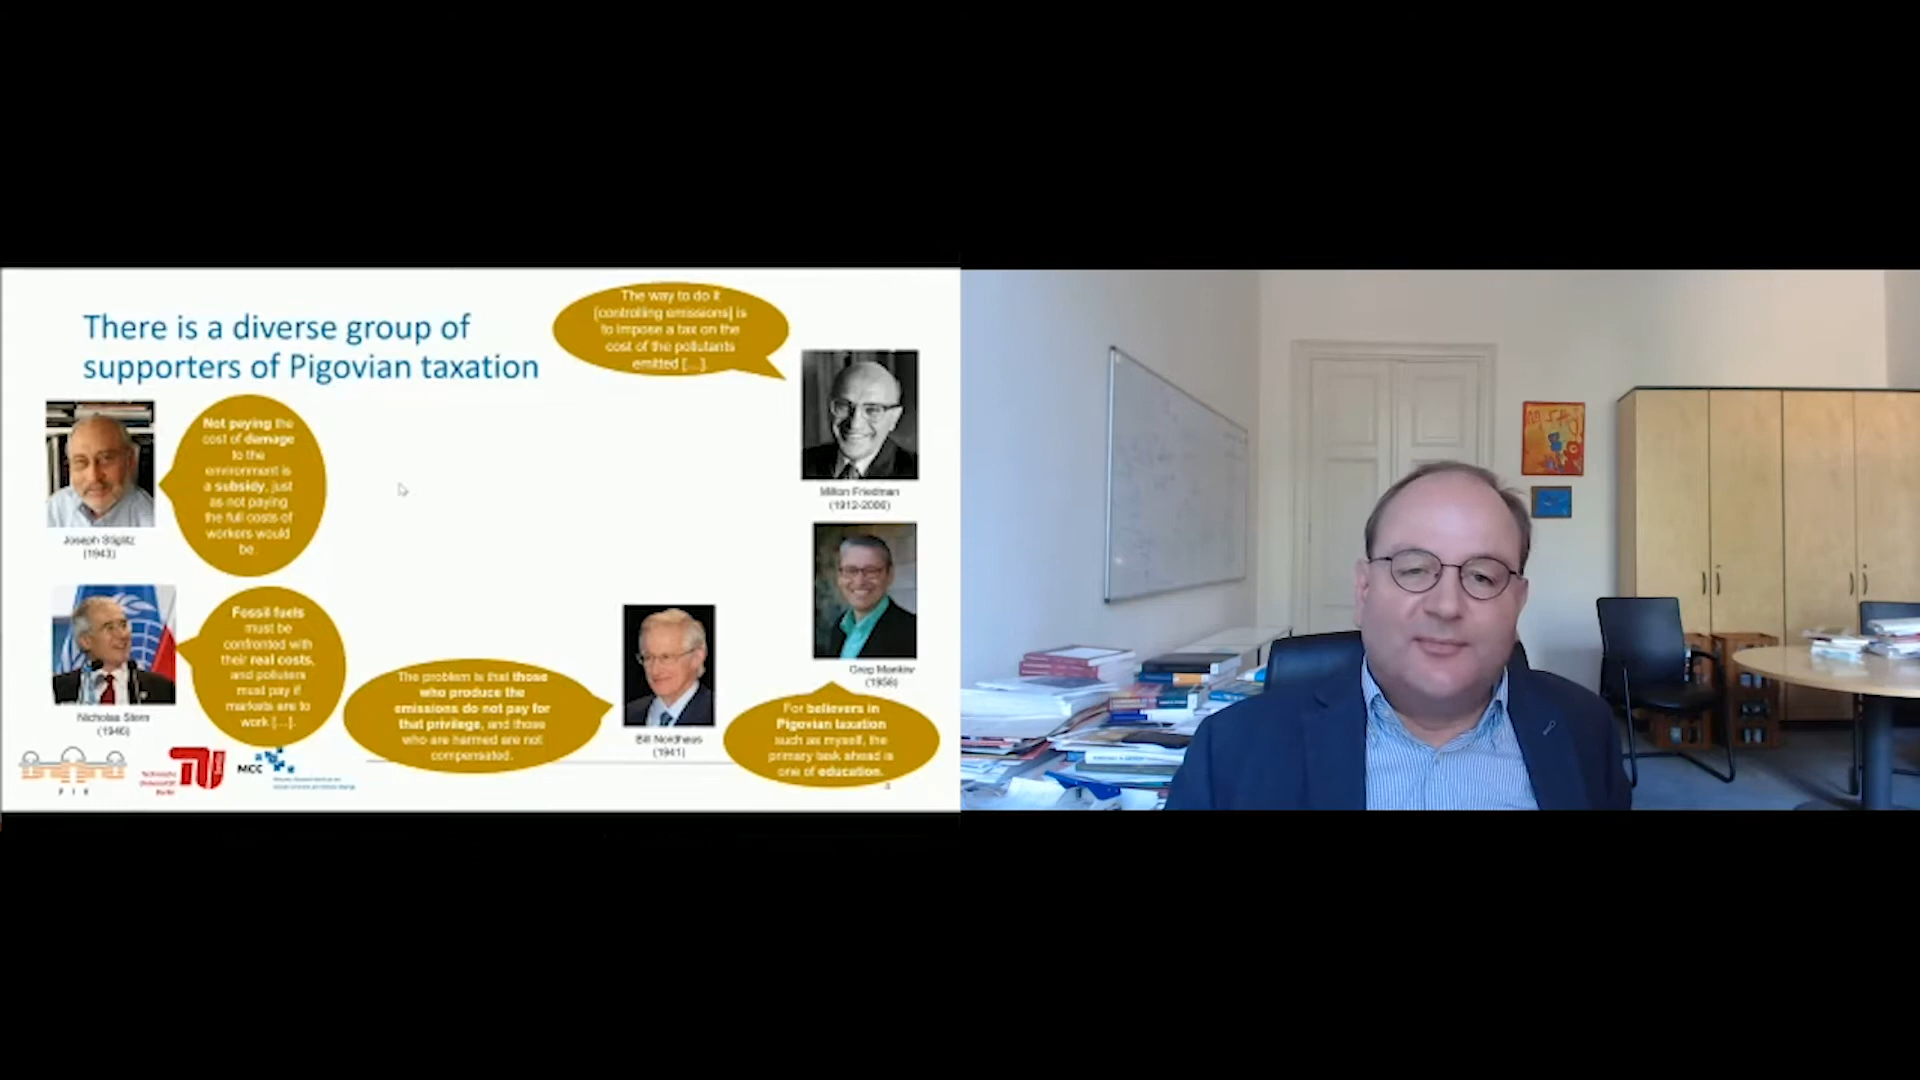 There is a diverse group of
supporters of Pigovian taxation
The way to do it
[controlling emissions] is
to impose a tax on the
cost of the pollutants
emitted [...].
Milton Friedman
(1912-2006)
Not paying the
cost of damage
to the
environment is
a subsidy, just
as not paying
the full costs of
workers would
be.
Joseph Stiglitz
(1943)
Greg Mankiw
(1958)
Fossil fuels
must be
confronted with
their real costs,
and polluters
must pay if
markets are to
work [...].
Nicholas Stern
(1946)
The problem is that those
who produce the
emissions do not pay for
that privilege, and those
who are harmed are not
compensated.
Bill Nordhaus
(1941)
For believers in
Pigovian taxation
such as myself, the
primary task ahead is
one of education.
P I K
Technische
Universität
Berlin
MCC
4